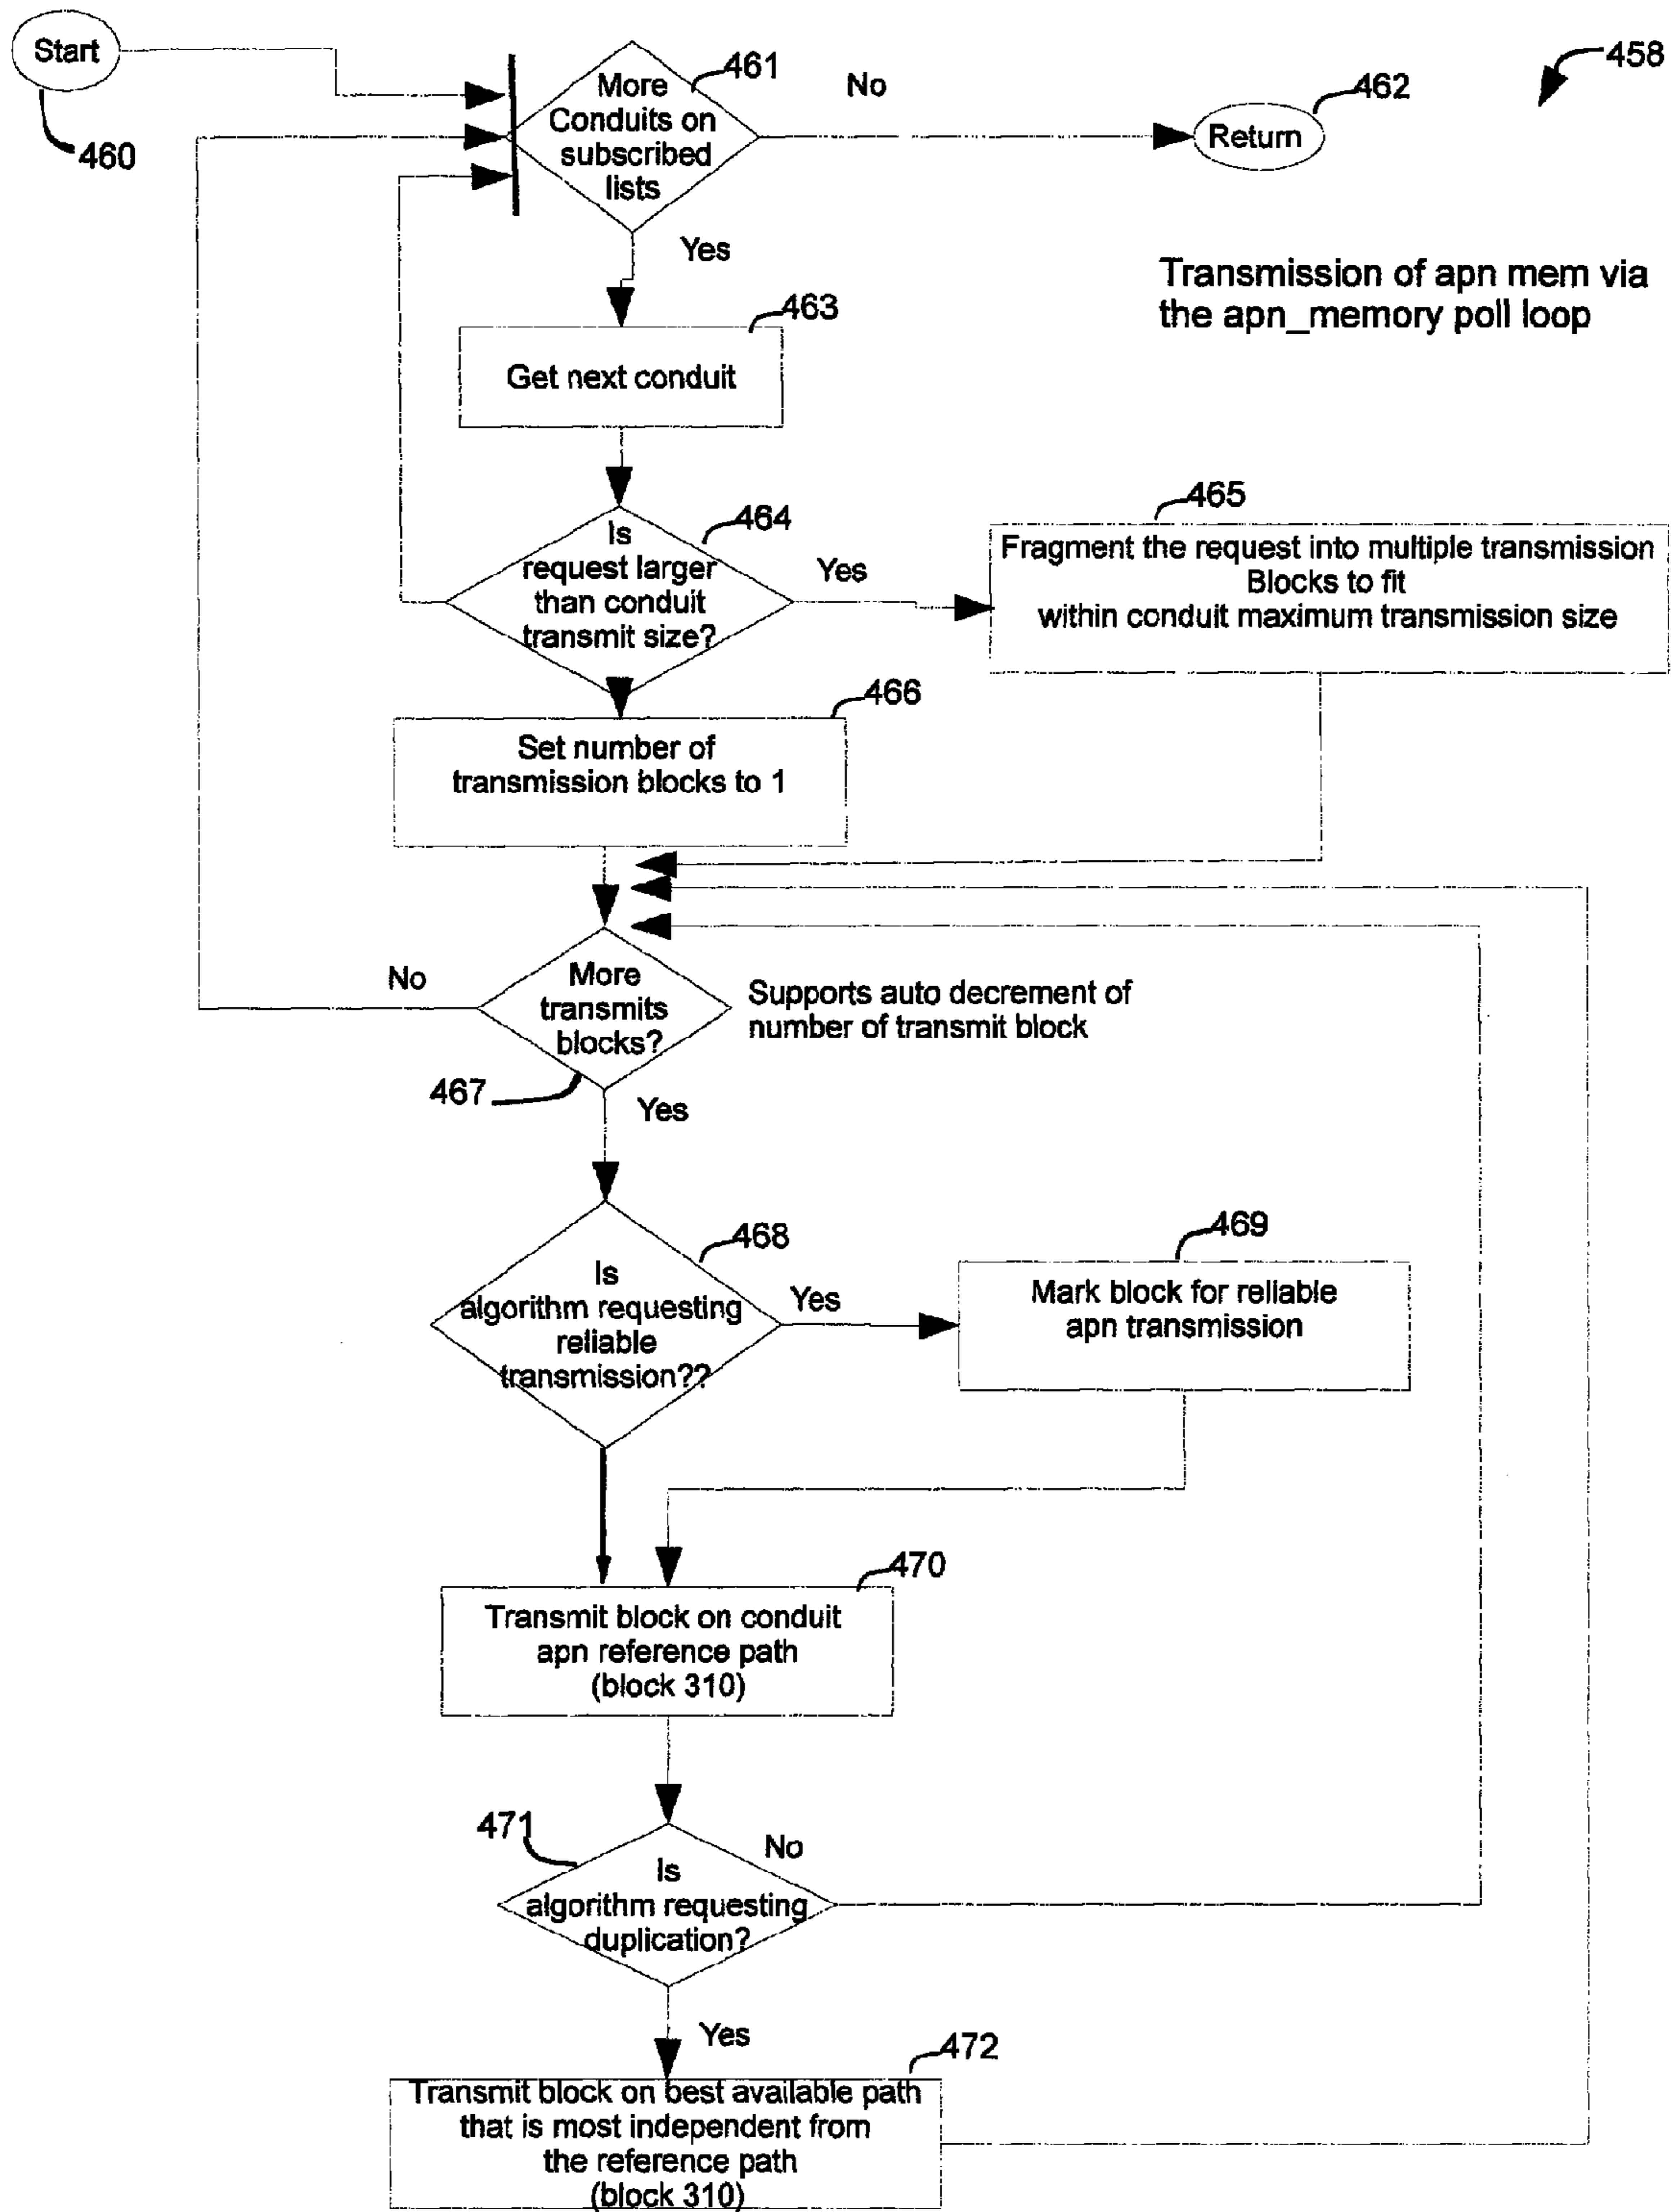 Start
460
More
Conduits on
subscribed
lists
461
No
Return
462
458
Yes
Transmission of apn mem via
the apn_memory poll loop
463
Get next conduit
464
Is
request larger
than conduit
transmit size?
Yes
465
Fragment the request into multiple transmission
Blocks to fit
within conduit maximum transmission size
466
Set number of
transmission blocks to 1
No
More
transmits
blocks?
467
Supports auto decrement of
number of transmit block
Yes
468
Is
algorithm requesting
reliable
transmission??
Yes
469
Mark block for reliable
apn transmission
470
Transmit block on conduit
apn reference path
(block 310)
471
Is
algorithm requesting
duplication?
No
Yes
472
Transmit block on best available path
that is most independent from
the reference path
(block 310)